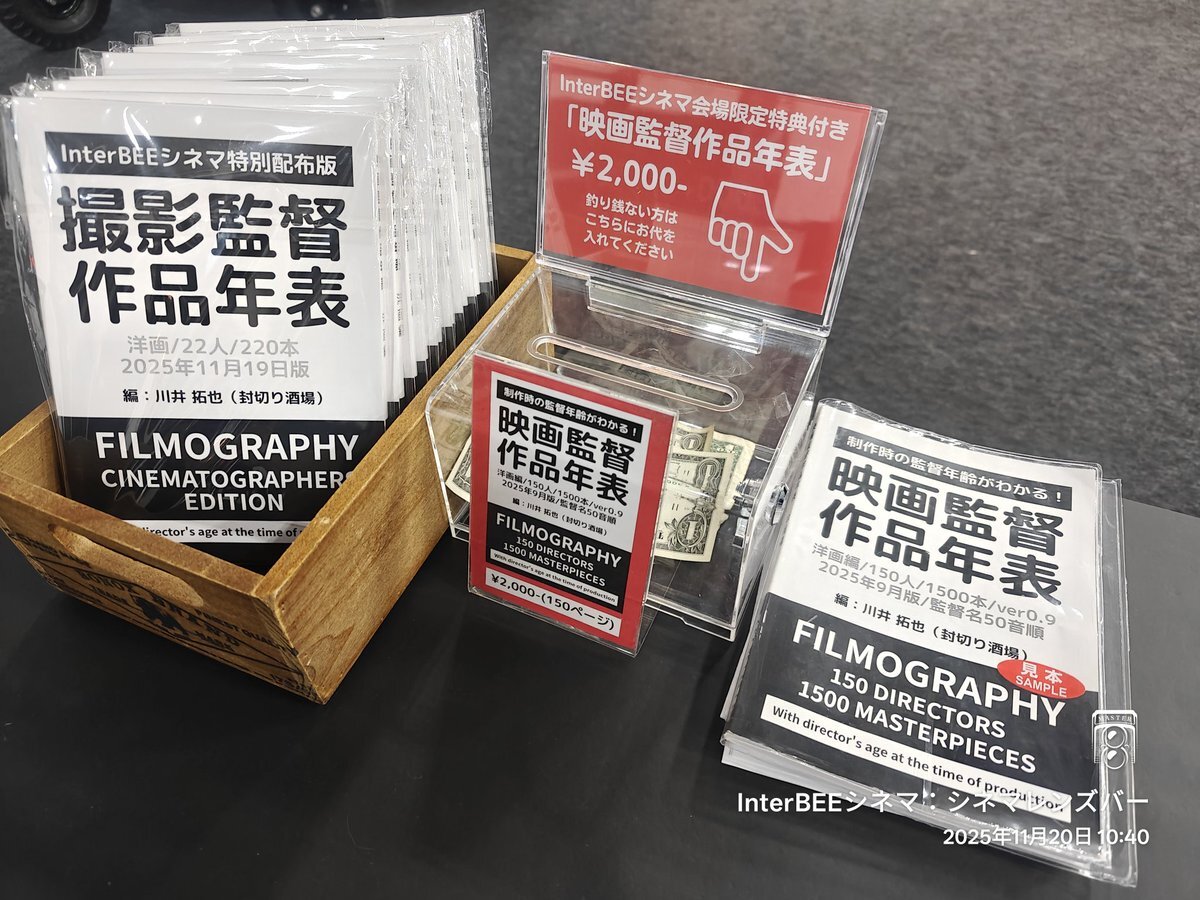 InterBEEシネマ特別配布版
撮影監督
作品年表
洋画/22人/220本
2025年11月19日版
編：川井 拓也（封切り酒場）
FILMOGRAPHY
CINEMATOGRAPHERS
EDITION
director's age at the time of
InterBEEシネマ会場限定特典付き
「映画監督作品年表」
¥2,000-
釣り銭ない方は
こちらにお代を
入れてください
制作時の監督年齢がわかる！
映画監督
作品年表
洋画編/150人/1500本/ver0.9
2025年9月版/監督名50音順
編：川井 拓也（封切り酒場）
FILMOGRAPHY
150 DIRECTORS
1500 MASTERPIECES
With director's age at the time of production
¥2,000-(150ページ)
制作時の監督年齢がわかる！
映画監督
作品年表
洋画編/150人/1500本/ver0.9
2025年9月版/監督名50音順
編：川井 拓也（封切り酒場）
見本
SAMPLE
FILMOGRAPHY
150 DIRECTORS
1500 MASTERPIECES
With director's age at the time of production
MASTER
InterBEEシネマ：シネマレンズバー
2025年11月20日 10:40